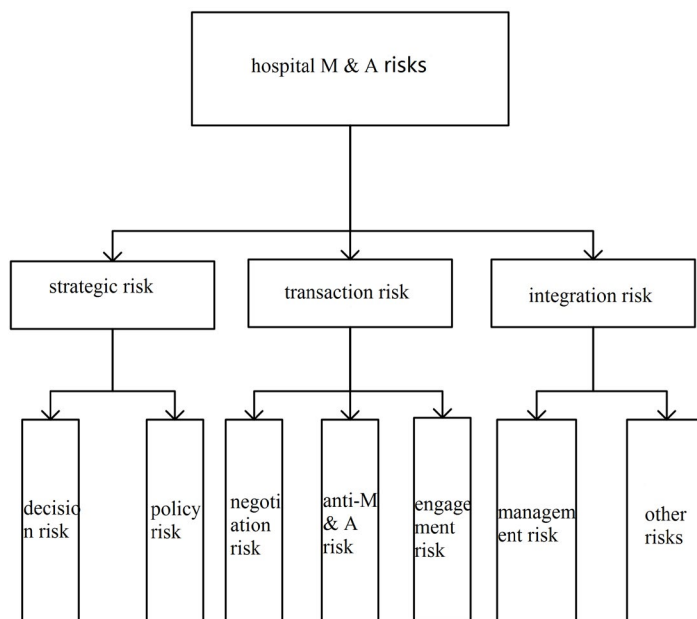 hospital M & A risks
strategic risk
transaction risk
integration risk
decisio
n risk
policy
risk
negoti
ation
risk
anti-M
& A
risk
engage
ment risk
managem
ent risk
other
risks